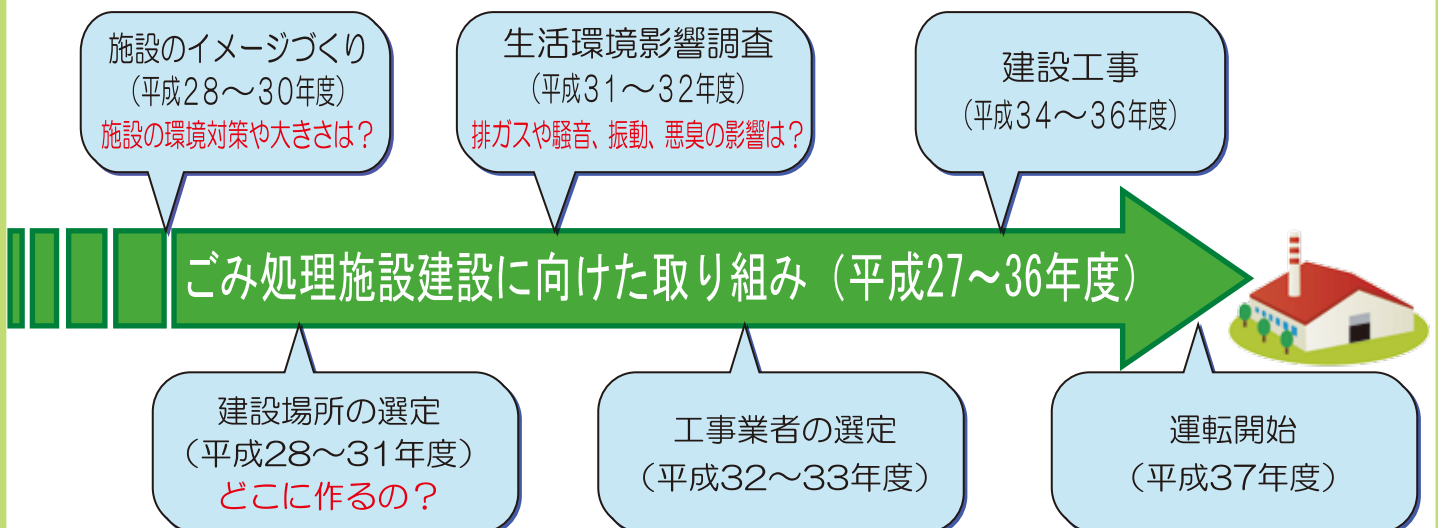 施設のイメージづくり
（平成28～30年度）
施設の環境対策や大きさは？
生活環境影響調査
（平成31～32年度）
排ガスや騒音、振動、悪臭の影響は？
建設工事
（平成34～36年度）
ごみ処理施設建設に向けた取り組み（平成27～36年度）
建設場所の選定
（平成28～31年度）
どこに作るの？
工事業者の選定
（平成32～33年度）
運転開始
（平成37年度）